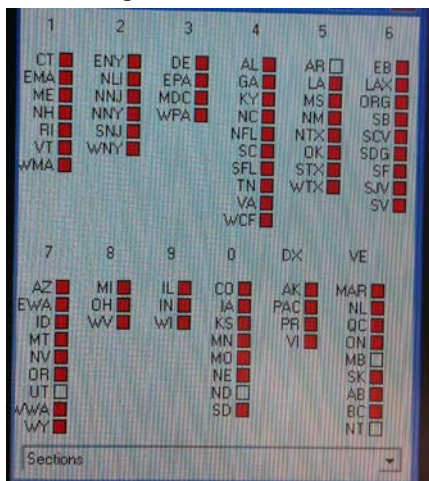 1 2 3 4 5 6
CT ENY DE AL AR EB
EMA NLI EPA GA LA LAX
ME NNJ MDC KY MS ORG
NH NNY WPA NC NM SB
RI SNJ NFL NTX SCV
VT WNY SC OK SDG
WMA SFL STX SF
TN WTX SJV
VA SV
WCF
7 8 9 0 DX VE
AZ MI IL CO AK MAR
EWA OH IN IA PAC NL
ID WV WI KS PR QC
MT MN VI ON
NV MO MB
OR NE SK
UT ND AB
WWA SD BC
WY NT
Sections